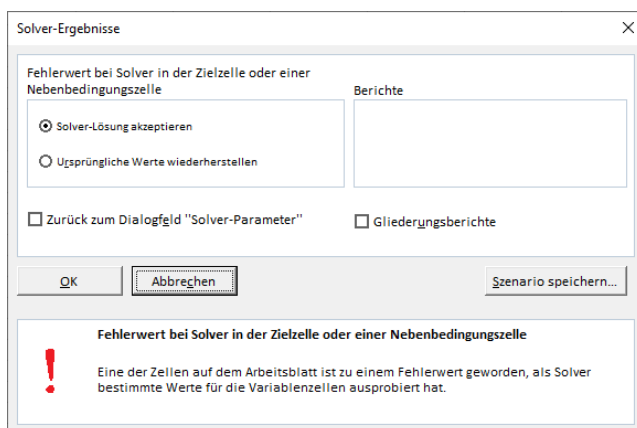 Solver-Ergebnisse
Fehlerwert bei Solver in der Zielzelle oder einer
Nebenbedingungszelle
Berichte
Solver-Lösung akzeptieren
Ursprüngliche Werte wiederherstellen
Zurück zum Dialogfeld "Solver-Parameter"
Gliederungsberichte
OK
Abbrechen
Szenario speichern...
Fehlerwert bei Solver in der Zielzelle oder einer Nebenbedingungszelle
Eine der Zellen auf dem Arbeitsblatt ist zu einem Fehlerwert geworden, als Solver
bestimmte Werte für die Variablenzellen ausprobiert hat.